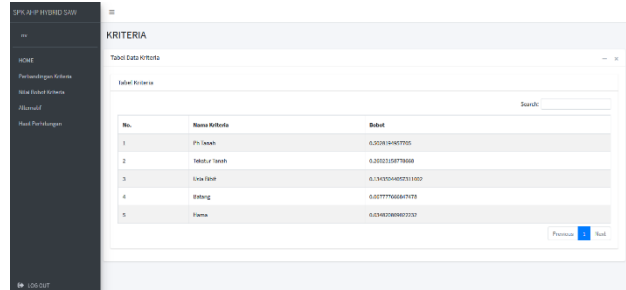 SPK AHP HYBRID SAW
KRITERIA
HOME
Perbandingan Kriteria
Nilai Bobot Kriteria
Alternatif
Hasil Perhitungan
LOG OUT
Tabel Data Kriteria
Tabel Kriteria
Search:
No. Nama Kriteria Bobot
1 Ph Tanah
2 Tekstur Tanah
3 Usia Bibit
4 Batang
5 Hama
Previous 1 Next